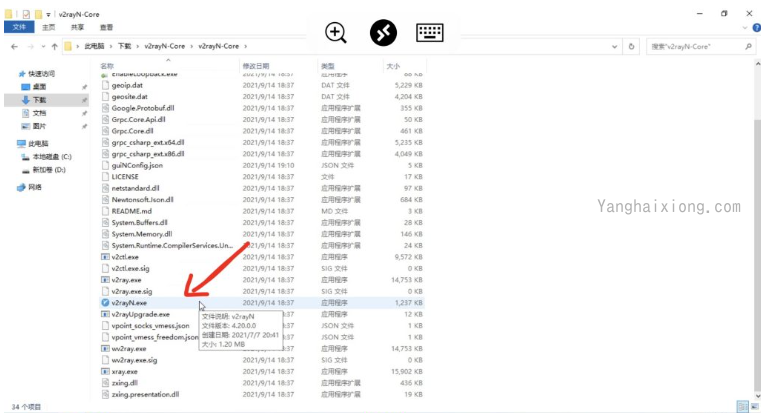 v2rayN-Core
文件 主页 共享 查看
此电脑 › 下载 › v2rayN-Core › v2rayN-Core ›
搜索"v2rayN-Core"
快速访问
桌面
下载
文档
图片
此电脑
本地磁盘 (C:)
新加卷 (D:)
网络
名称 修改日期 类型 大小
EnableLoopback.exe 2021/9/14 18:37 应用程序 88 KB
geoip.dat 2021/9/14 18:37 DAT 文件 5,229 KB
geosite.dat 2021/9/14 18:37 DAT 文件 4,204 KB
Google.Protobuf.dll 2021/9/14 18:37 应用程序扩展 355 KB
Grpc.Core.Api.dll 2021/9/14 18:37 应用程序扩展 50 KB
Grpc.Core.dll 2021/9/14 18:37 应用程序扩展 461 KB
grpc_csharp_ext.x64.dll 2021/9/14 18:37 应用程序扩展 5,235 KB
grpc_csharp_ext.x86.dll 2021/9/14 18:37 应用程序扩展 4,049 KB
guiNConfig.json 2021/9/14 19:10 JSON 文件 5 KB
LICENSE 2021/9/14 18:37 文件 17 KB
netstandard.dll 2021/9/14 18:37 应用程序扩展 97 KB
Newtonsoft.Json.dll 2021/9/14 18:37 应用程序扩展 684 KB
README.md 2021/9/14 18:37 MD 文件 3 KB
System.Buffers.dll 2021/9/14 18:37 应用程序扩展 28 KB
System.Memory.dll 2021/9/14 18:37 应用程序扩展 146 KB
System.Runtime.CompilerServices.Un... 2021/9/14 18:37 应用程序扩展 24 KB
v2ctl.exe 2021/9/14 18:37 应用程序 9,572 KB
v2ctl.exe.sig 2021/9/14 18:37 SIG 文件 0 KB
v2ray.exe 2021/9/14 18:37 应用程序 14,753 KB
v2ray.exe.sig 2021/9/14 18:37 SIG 文件 0 KB
v2rayN.exe 2021/9/14 18:37 应用程序 1,237 KB
v2rayUpgrade.exe 18:37 应用程序 12 KB
vpoint_socks_vmess.json 18:37 JSON 文件 1 KB
vpoint_vmess_freedom.json 18:37 JSON 文件 1 KB
wv2ray.exe 18:37 应用程序 14,753 KB
wv2ray.exe.sig 2021/9/14 18:37 SIG 文件 0 KB
xray.exe 2021/9/14 18:37 应用程序 15,902 KB
zxing.dll 2021/9/14 18:37 应用程序扩展 436 KB
zxing.presentation.dll 2021/9/14 18:37 应用程序扩展 19 KB
文件说明: v2rayN
文件版本: 4.20.0.0
创建日期: 2021/7/7 20:41
大小: 1.20 MB
Yanghaixiong.com
34 个项目